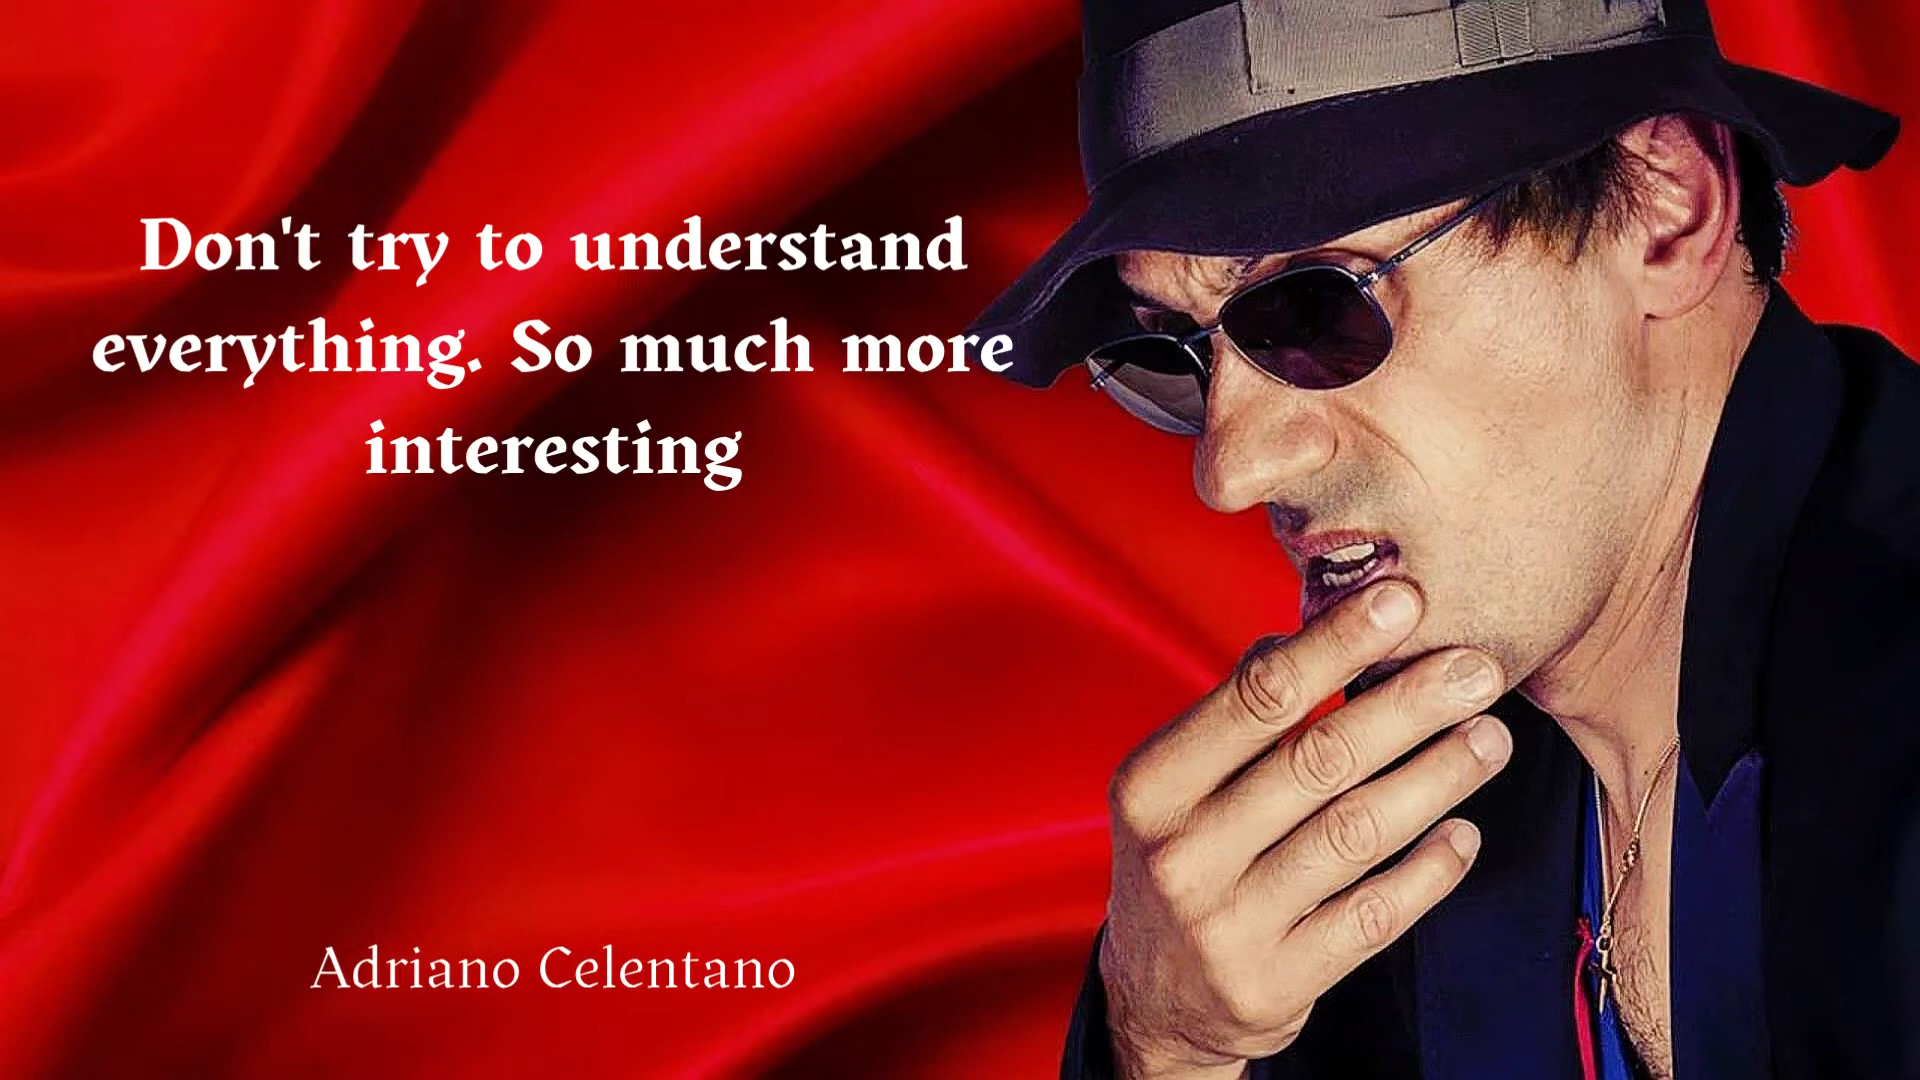 Don't try to understand
everything. So much more
interesting
Adriano Celentano